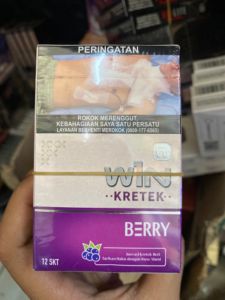 PERINGATAN
ROKOK MERENGGUT
KEBAHAGIAAN SAYA SATU PERSATU
LAYANAN BERHENTI MEROKOK (0800-177-6565)
WIN
KRETEK
BERRY
12 SKT